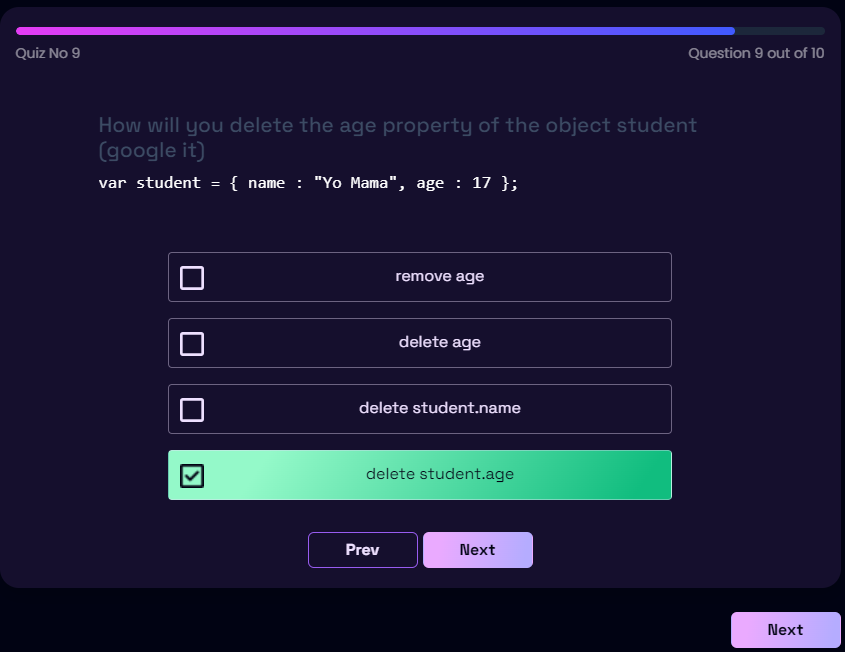 Quiz No 9
Question 9 out of 10
How will you delete the age property of the object student
(google it)
var student = { name : "Yo Mama", age : 17 };
remove age
delete age
delete student.name
delete student.age
Prev
Next
Next